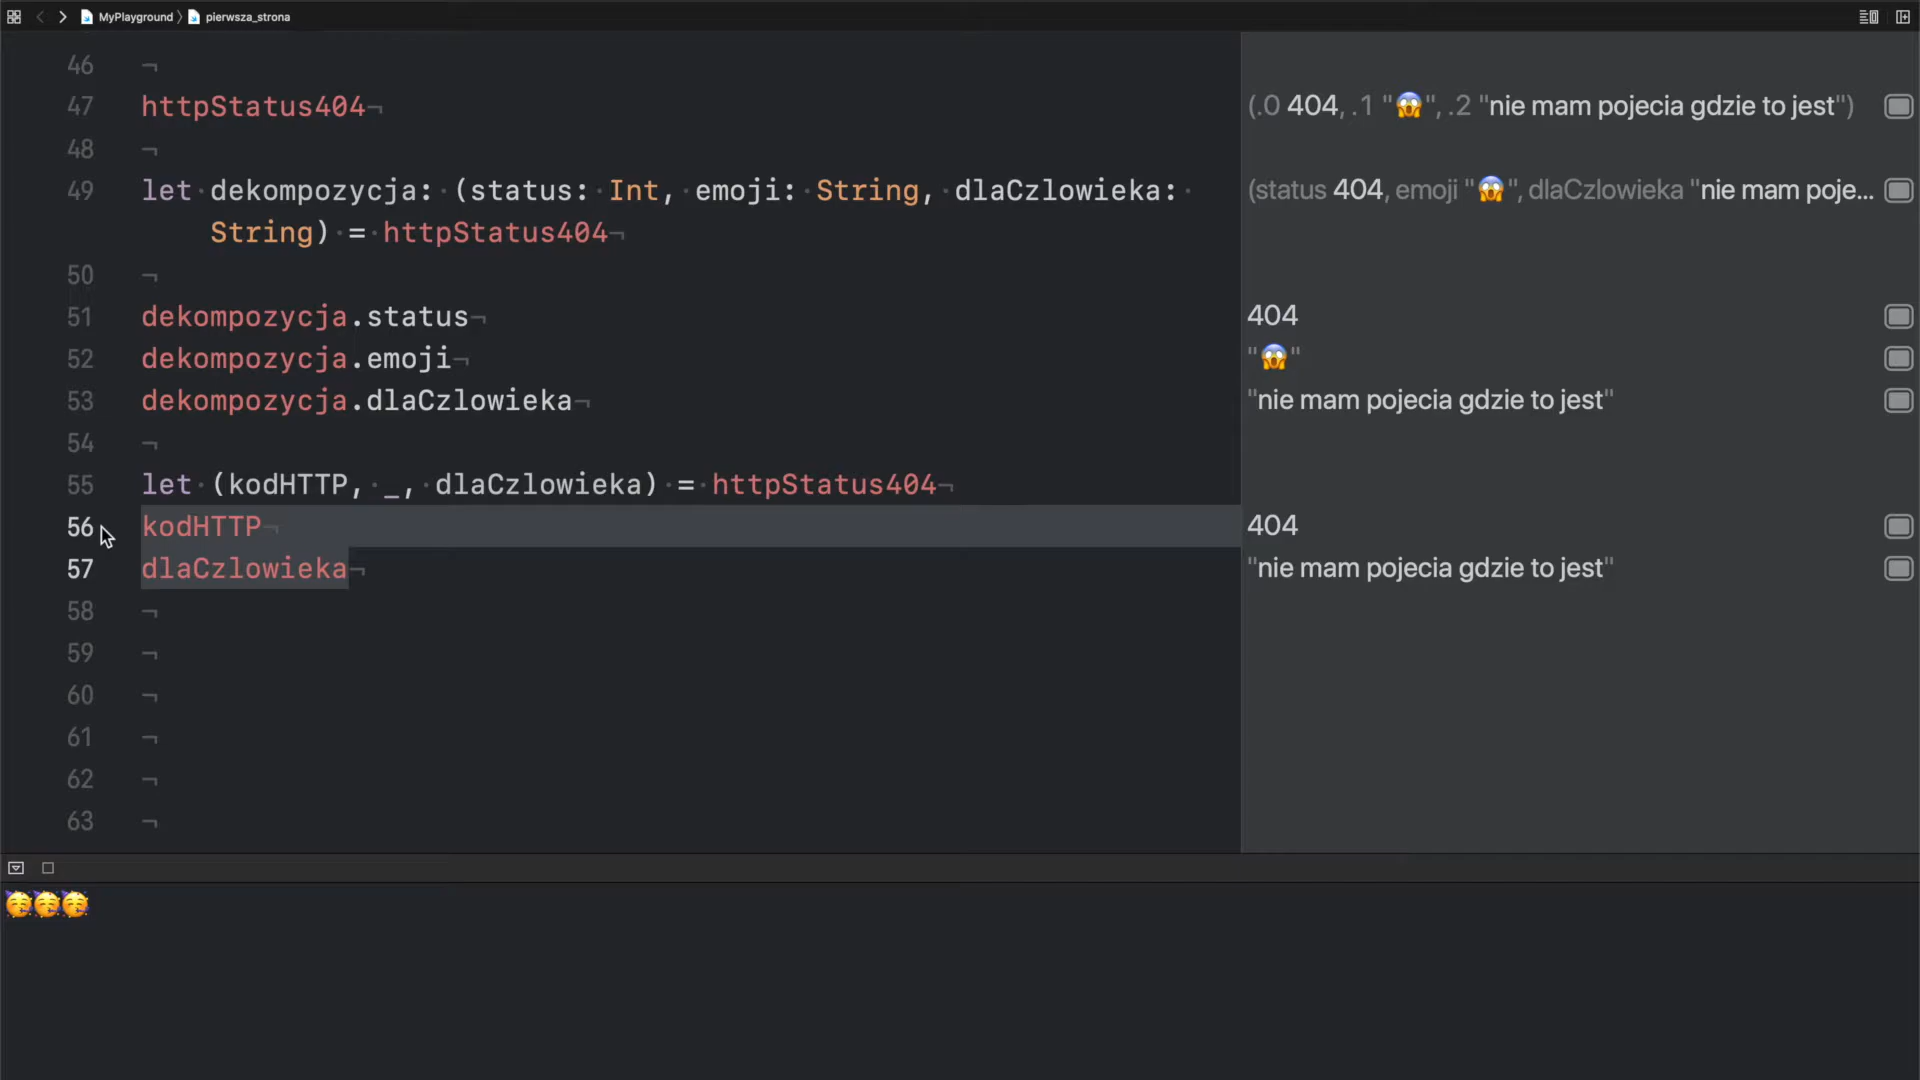 MyPlayground 〉 pierwsza_strona
46 ¬
47 httpStatus404¬ (.0 404, .1 "😱", .2 "nie mam pojecia gdzie to jest")
48 ¬
49 let·dekompozycja:·(status:·Int,·emoji:·String,·dlaCzlowieka:· (status 404, emoji "😱", dlaCzlowieka "nie mam poje...
String)·=·httpStatus404¬
50 ¬
51 dekompozycja.status¬ 404
52 dekompozycja.emoji¬ "😱"
53 dekompozycja.dlaCzlowieka¬ "nie mam pojecia gdzie to jest"
54 ¬
55 let·(kodHTTP,·_,·dlaCzlowieka)·=·httpStatus404¬
56 kodHTTP¬ 404
57 dlaCzlowieka¬ "nie mam pojecia gdzie to jest"
58 ¬
59 ¬
60 ¬
61 ¬
62 ¬
63 ¬
🥳🥳🥳